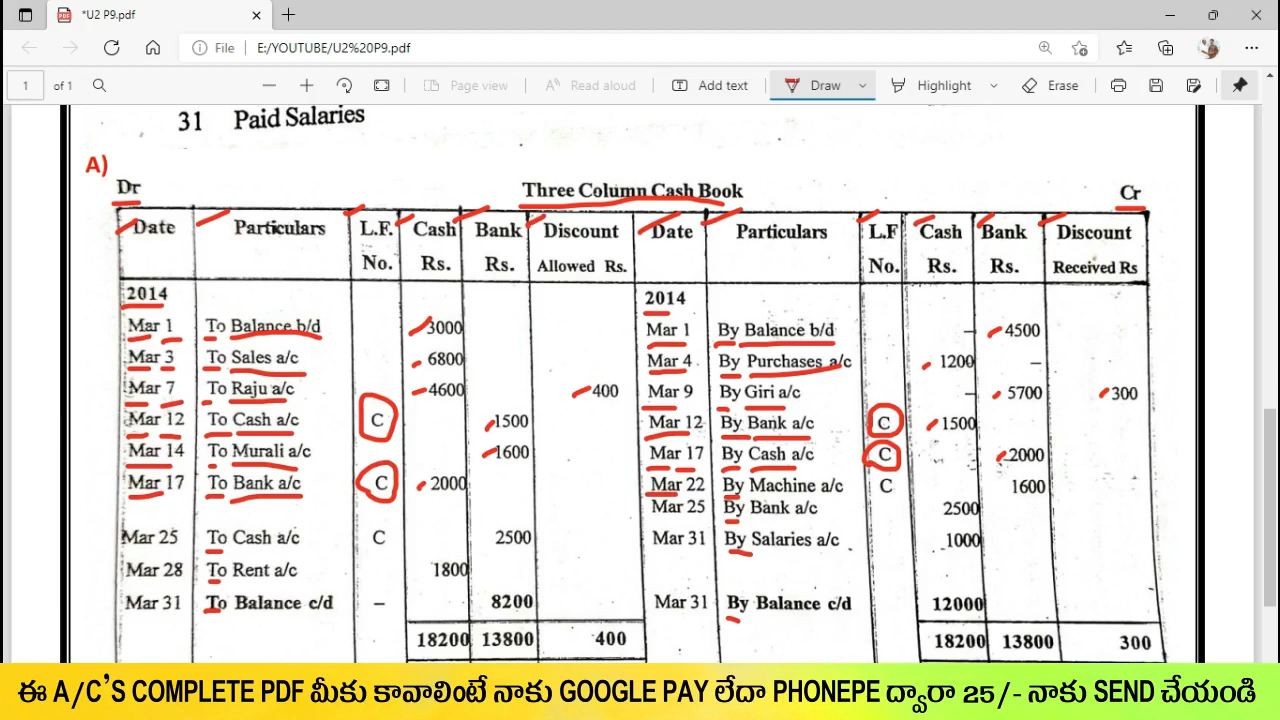 *U2 P9.pdf
File E:/YOUTUBE/U2%20P9.pdf
1 of 1 Page view Read aloud Add text Draw Highlight Erase
31 Paid Salaries
A)
Dr Three Column Cash Book Cr
Date Particulars L.F. Cash Bank Discount Date Particulars L.F Cash Bank Discount
No. Rs. Rs. Allowed Rs. No. Rs. Rs. Received Rs
2014 2014
Mar 1 To Balance b/d 3000 Mar 1 By Balance b/d – 4500
Mar 3 To Sales a/c 6800 Mar 4 By Purchases a/c 1200 –
Mar 7 To Raju a/c 4600 400 Mar 9 By Giri a/c – 5700 300
Mar 12 To Cash a/c C 1500 Mar 12 By Bank a/c C 1500
Mar 14 To Murali a/c 1600 Mar 17 By Cash a/c C 2000
Mar 17 To Bank a/c C 2000 Mar 22 By Machine a/c C 1600
Mar 25 By Bank a/c 2500
Mar 25 To Cash a/c C 2500 Mar 31 By Salaries a/c 1000
Mar 28 To Rent a/c 1800
Mar 31 To Balance c/d – 8200 Mar 31 By Balance c/d 12000
18200 13800 400 18200 13800 300
ఈ A/C'S COMPLETE PDF మీకు కావాలింటే నాకు GOOGLE PAY లేదా PHONEPE ద్వారా 25/- నాకు SEND చేయండి